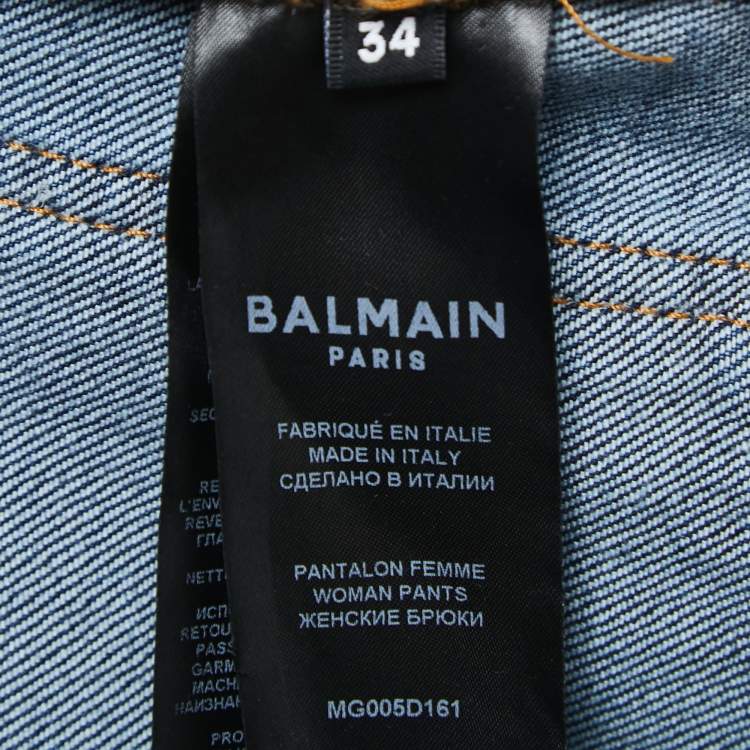 34
BALMAIN
PARIS
FABRIQUÉ EN ITALIE
MADE IN ITALY
СДЕЛАНО В ИТАЛИИ
PANTALON FEMME
WOMAN PANTS
ЖЕНСКИЕ БРЮКИ
MG005D161